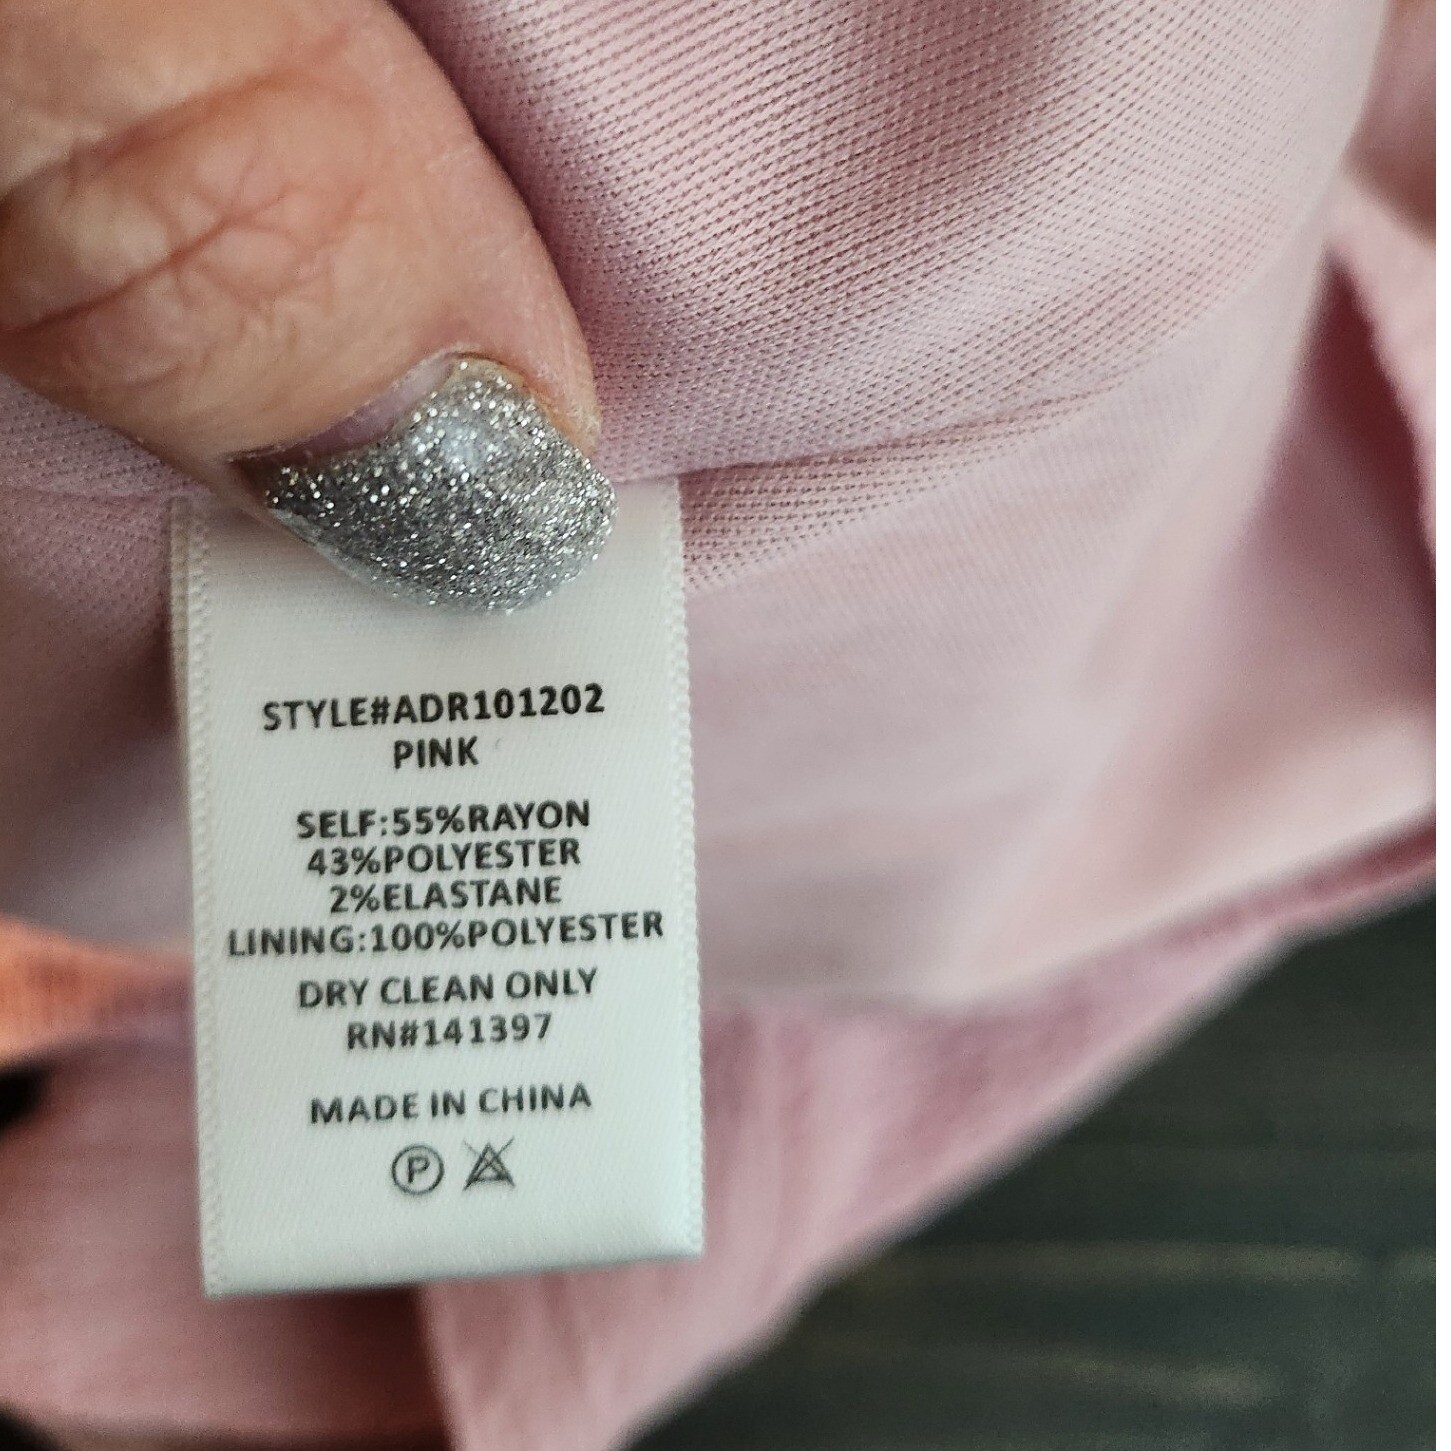 STYLE#ADR101202
PINK
SELF:55%RAYON
43%POLYESTER
2%ELASTANE
LINING:100%POLYESTER
DRY CLEAN ONLY
RN#141397
MADE IN CHINA
P